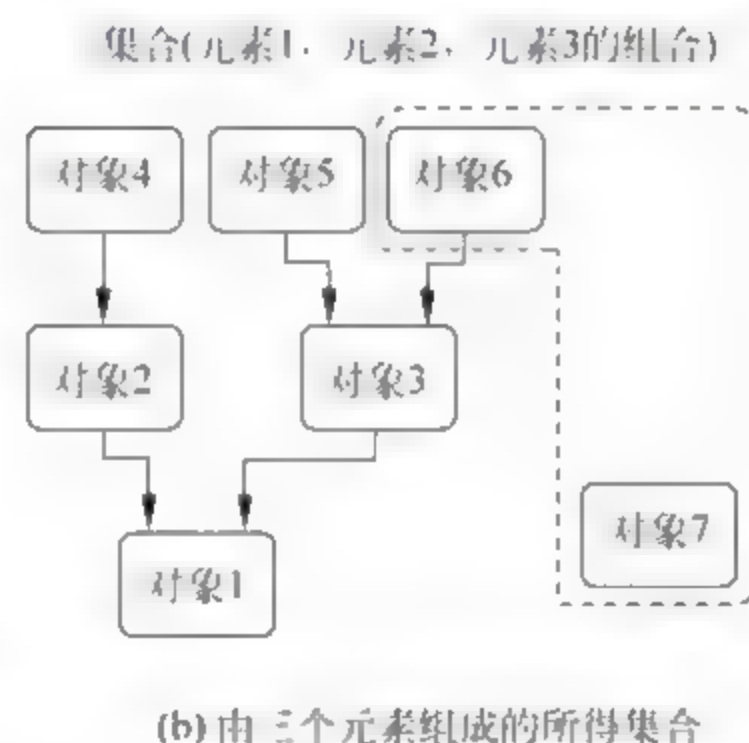 集合(元素1、元素2、元素3的组合)
对象4 对象5 对象6
对象2 对象3
对象7
对象1
(b) 由三个元素组成的所得集合